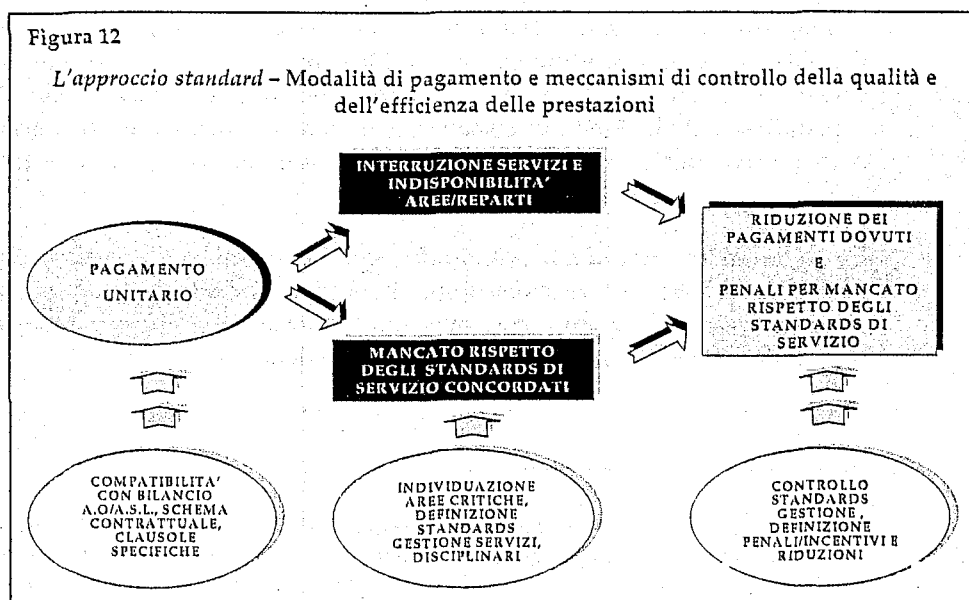 Figura 12
L'approccio standard – Modalità di pagamento e meccanismi di controllo della qualità e
dell'efficienza delle prestazioni
INTERRUZIONE SERVIZI E
INDISPONIBILITA'
AREE/REPARTI
PAGAMENTO
UNITARIO
RIDUZIONE DEI
PAGAMENTI DOVUTI
E
PENALI PER MANCATO
RISPETTO DEGLI
STANDARDS DI
SERVIZIO
MANCATO RISPETTO
DEGLI STANDARDS DI
SERVIZIO CONCORDATI
COMPATIBILITA'
CON BILANCIO
A.O/A.S.L., SCHEMA
CONTRATTUALE,
CLAUSOLE
SPECIFICHE
INDIVIDUAZIONE
AREE CRITICHE,
DEFINIZIONE
STANDARDS
GESTIONE SERVIZI,
DISCIPLINARI
CONTROLLO
STANDARDS
GESTIONE,
DEFINIZIONE
PENALI/INCENTIVI E
RIDUZIONI